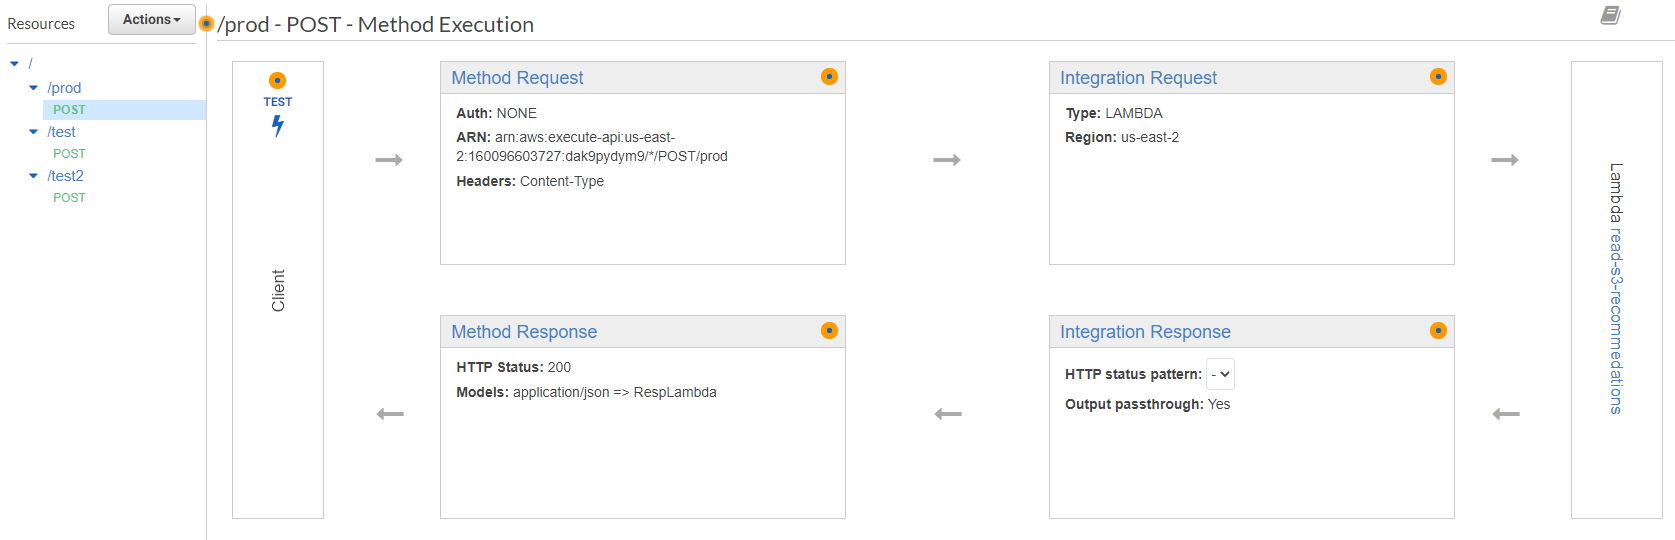 Resources
Actions
/prod - POST - Method Execution
/
/prod
POST
/test
POST
/test2
POST
TEST
Client
Method Request
Auth: NONE
ARN: arn:aws:execute-api:us-east-
2:160096603727:dak9pydym9/*/POST/prod
Headers: Content-Type
Integration Request
Type: LAMBDA
Region: us-east-2
Lambda read-s3-recommedations
Method Response
HTTP Status: 200
Models: application/json => RespLambda
Integration Response
HTTP status pattern: -
Output passthrough: Yes